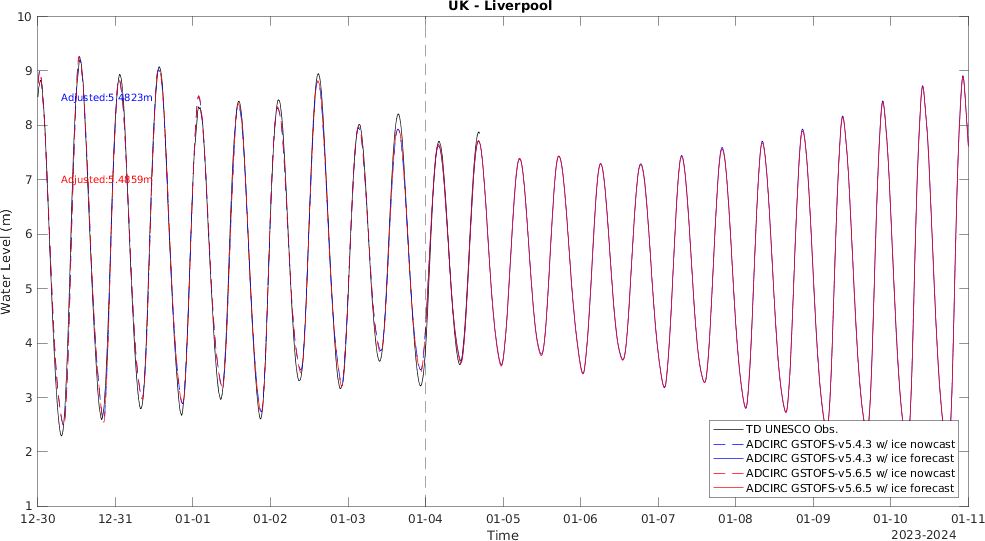 UK - Liverpool
10
9
8
7
6
5
4
3
2
1
Water Level (m)
Adjusted:5.4823m
Adjusted:5.4859m
TD UNESCO Obs.
ADCIRC GSTOFS-v5.4.3 w/ ice nowcast
ADCIRC GSTOFS-v5.4.3 w/ ice forecast
ADCIRC GSTOFS-v5.6.5 w/ ice nowcast
ADCIRC GSTOFS-v5.6.5 w/ ice forecast
12-30 12-31 01-01 01-02 01-03 01-04 01-05 01-06 01-07 01-08 01-09 01-10 01-11
Time
2023-2024